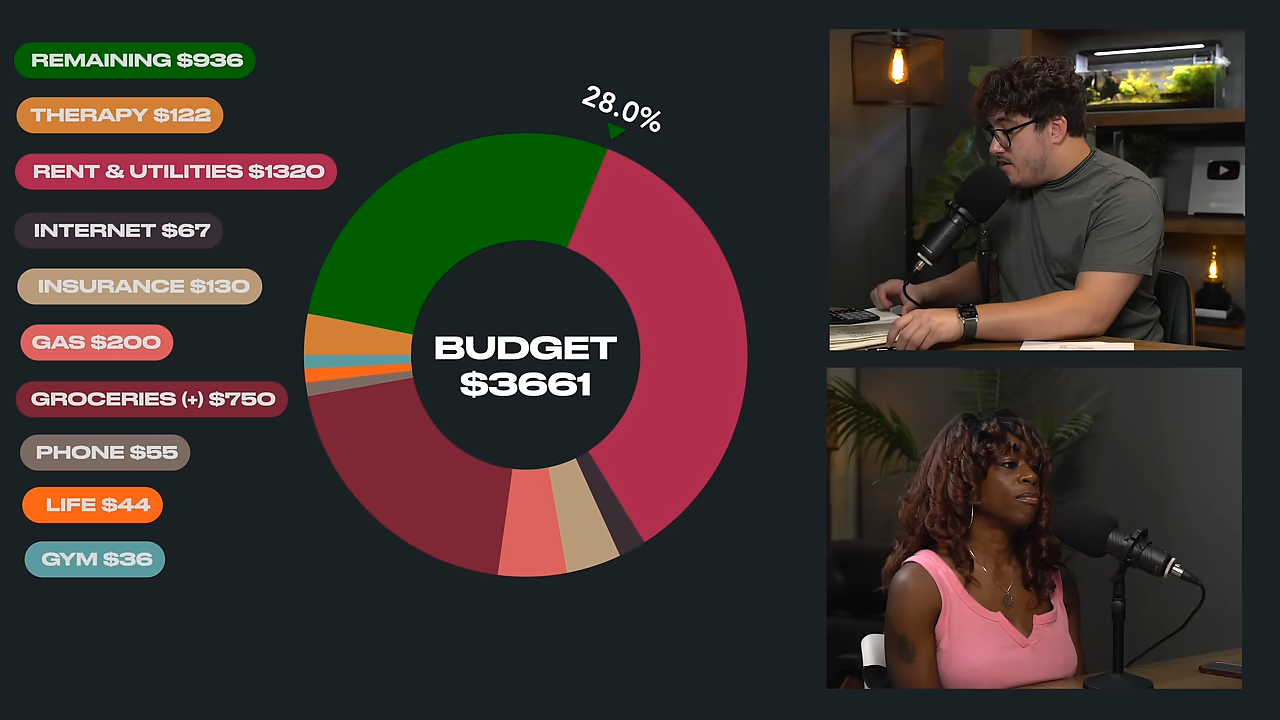 REMAINING $936
THERAPY $122
RENT & UTILITIES $1320
INTERNET $67
INSURANCE $130
GAS $200
GROCERIES (+) $750
PHONE $55
LIFE $44
GYM $36
28.0%
BUDGET
$3661